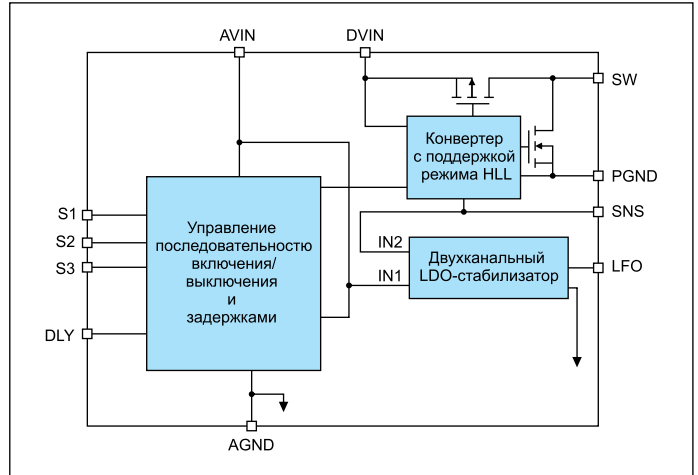 AVIN
DVIN
SW
Конвертер
с поддержкой
режима HLL
PGND
S1
S2
S3
DLY
Управление
последовательностю
включения/
выключения
и
задержками
SNS
IN2
IN1
Двухканальный
LDO-стабилизатор
LFO
AGND